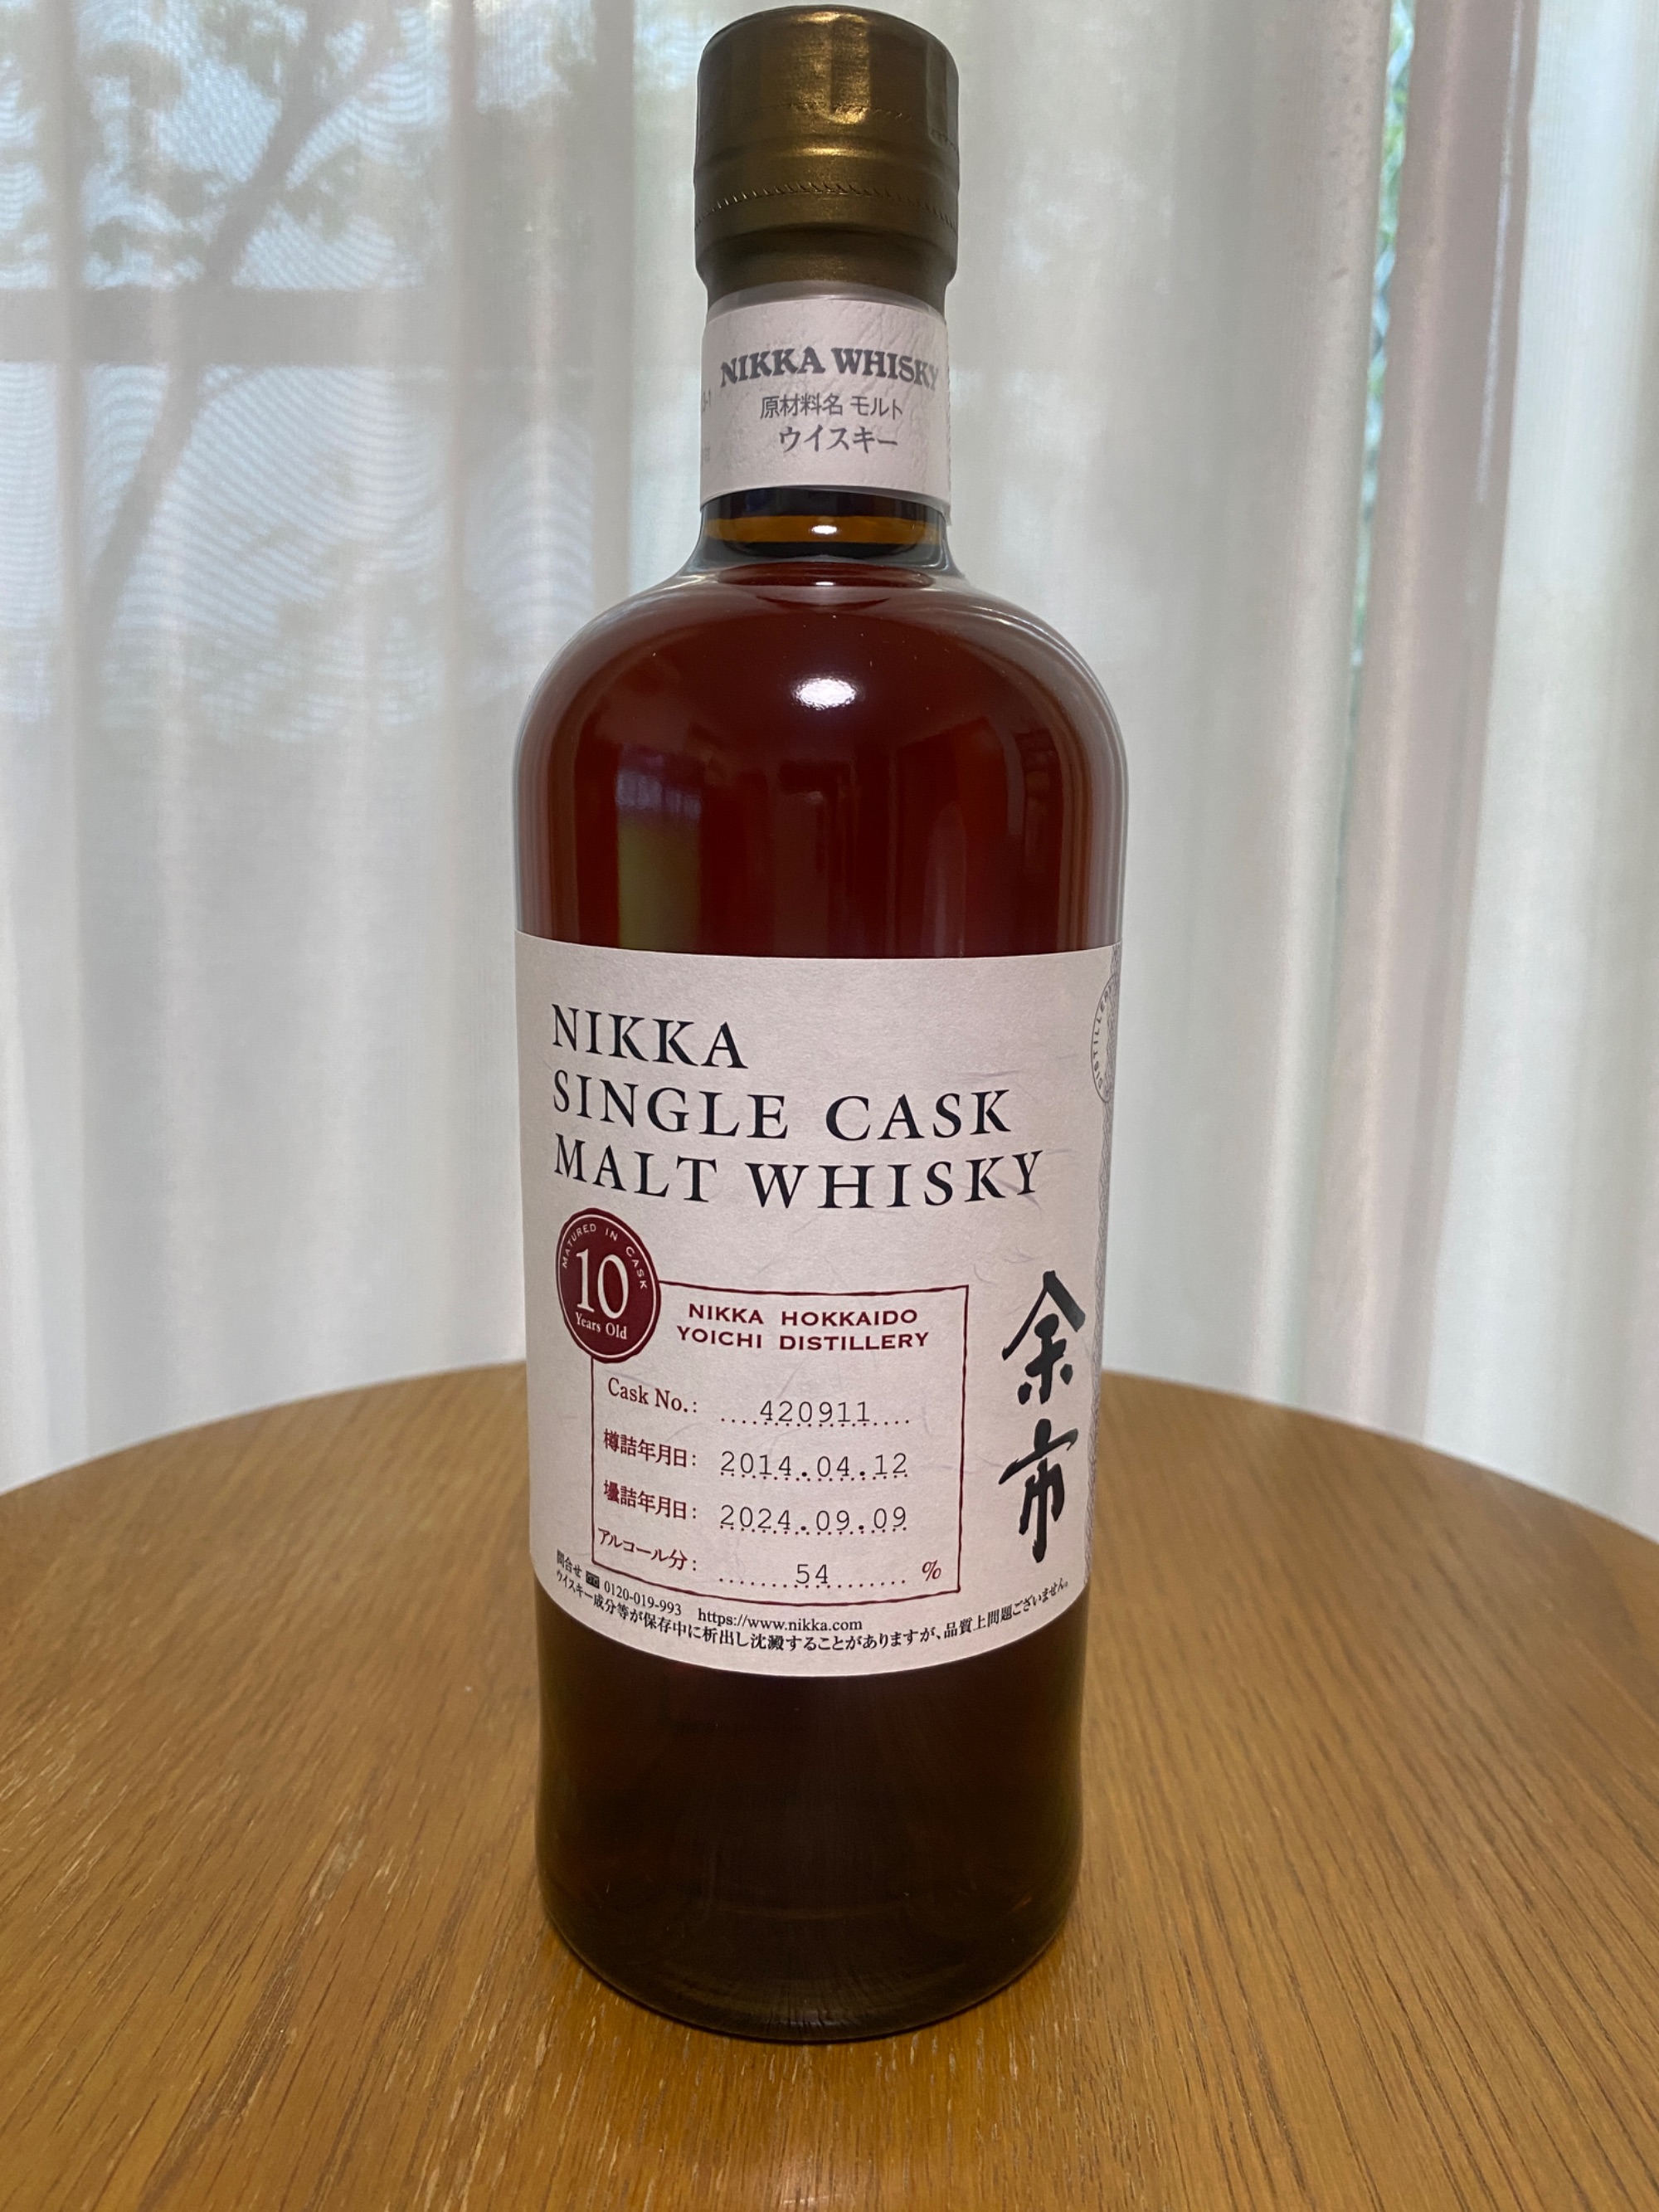 NIKKA WHISKY
原材料名 モルト
ウイスキー
NIKKA
SINGLE CASK
MALT WHISKY
MATURED IN CASK
10
Years Old
NIKKA HOKKAIDO
YOICHI DISTILLERY
Cask No.: 420911
樽詰年月日: 2014.04.12
壜詰年月日: 2024.09.09
アルコール分: 54 %
余市
問合せ 0120-019-993 https://www.nikka.com
ウイスキー成分等が保存中に析出し沈澱することがありますが、品質上問題ございません。
DISTILLERY